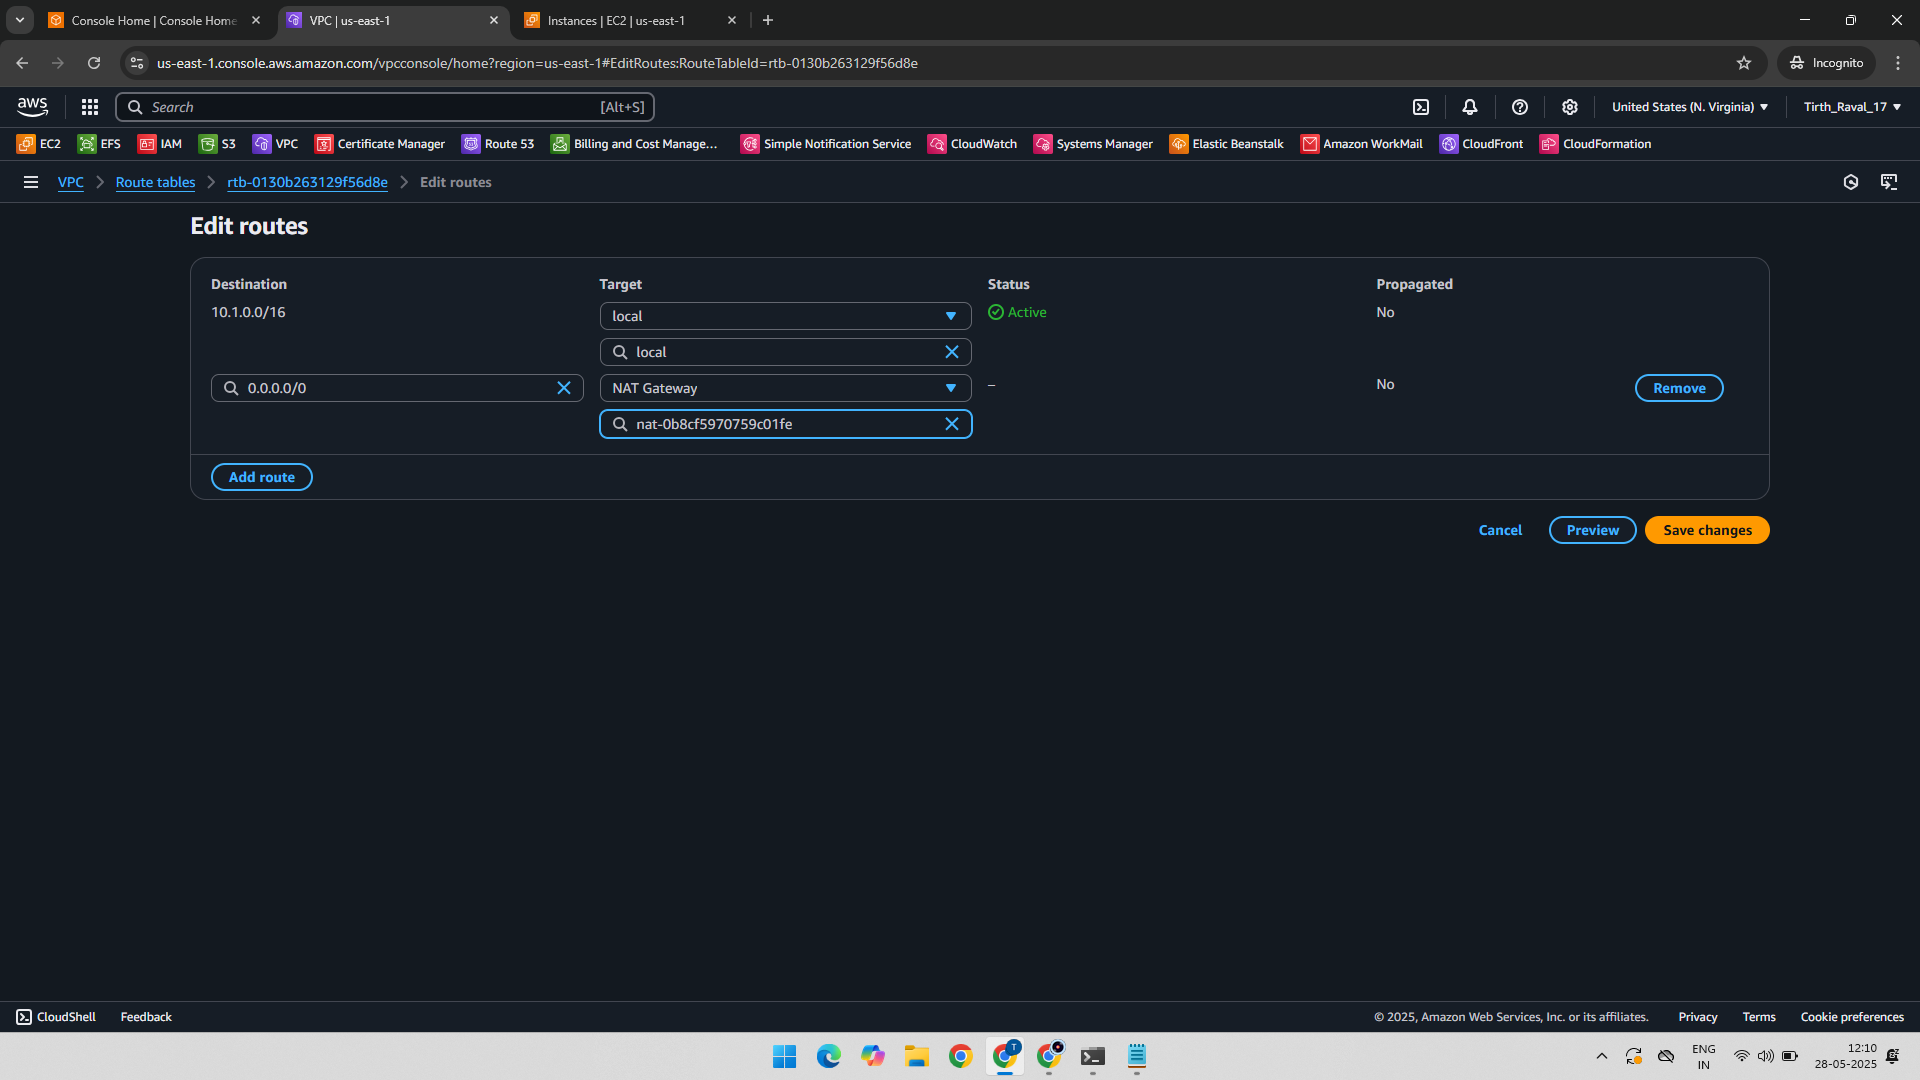 Console Home | Console Home
VPC | us-east-1
Instances | EC2 | us-east-1
us-east-1.console.aws.amazon.com/vpcconsole/home?region=us-east-1#EditRoutes:RouteTableId=rtb-0130b263129f56d8e
Incognito
aws
Search
[Alt+S]
United States (N. Virginia)
Tirth_Raval_17
EC2
EFS
IAM
S3
VPC
Certificate Manager
Route 53
Billing and Cost Manage...
Simple Notification Service
CloudWatch
Systems Manager
Elastic Beanstalk
Amazon WorkMail
CloudFront
CloudFormation
VPC
Route tables
rtb-0130b263129f56d8e
Edit routes
Edit routes
Destination
Target
Status
Propagated
10.1.0.0/16
local
Active
No
local
0.0.0.0/0
NAT Gateway
–
No
Remove
nat-0b8cf5970759c01fe
Add route
Cancel
Preview
Save changes
CloudShell
Feedback
© 2025, Amazon Web Services, Inc. or its affiliates.
Privacy
Terms
Cookie preferences
T
ENG
IN
12:10
28-05-2025